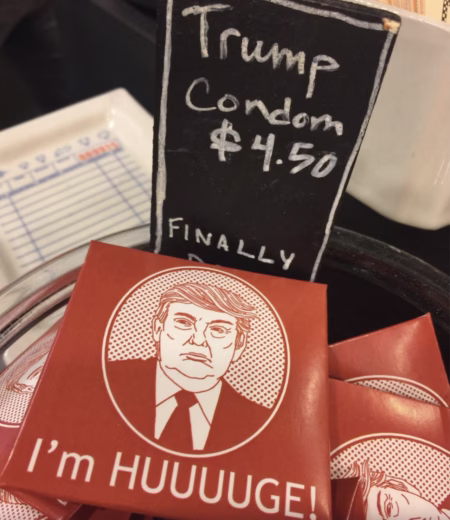 Trump
Condom
$4.50
FINALLY
I'm HUUUUGE!